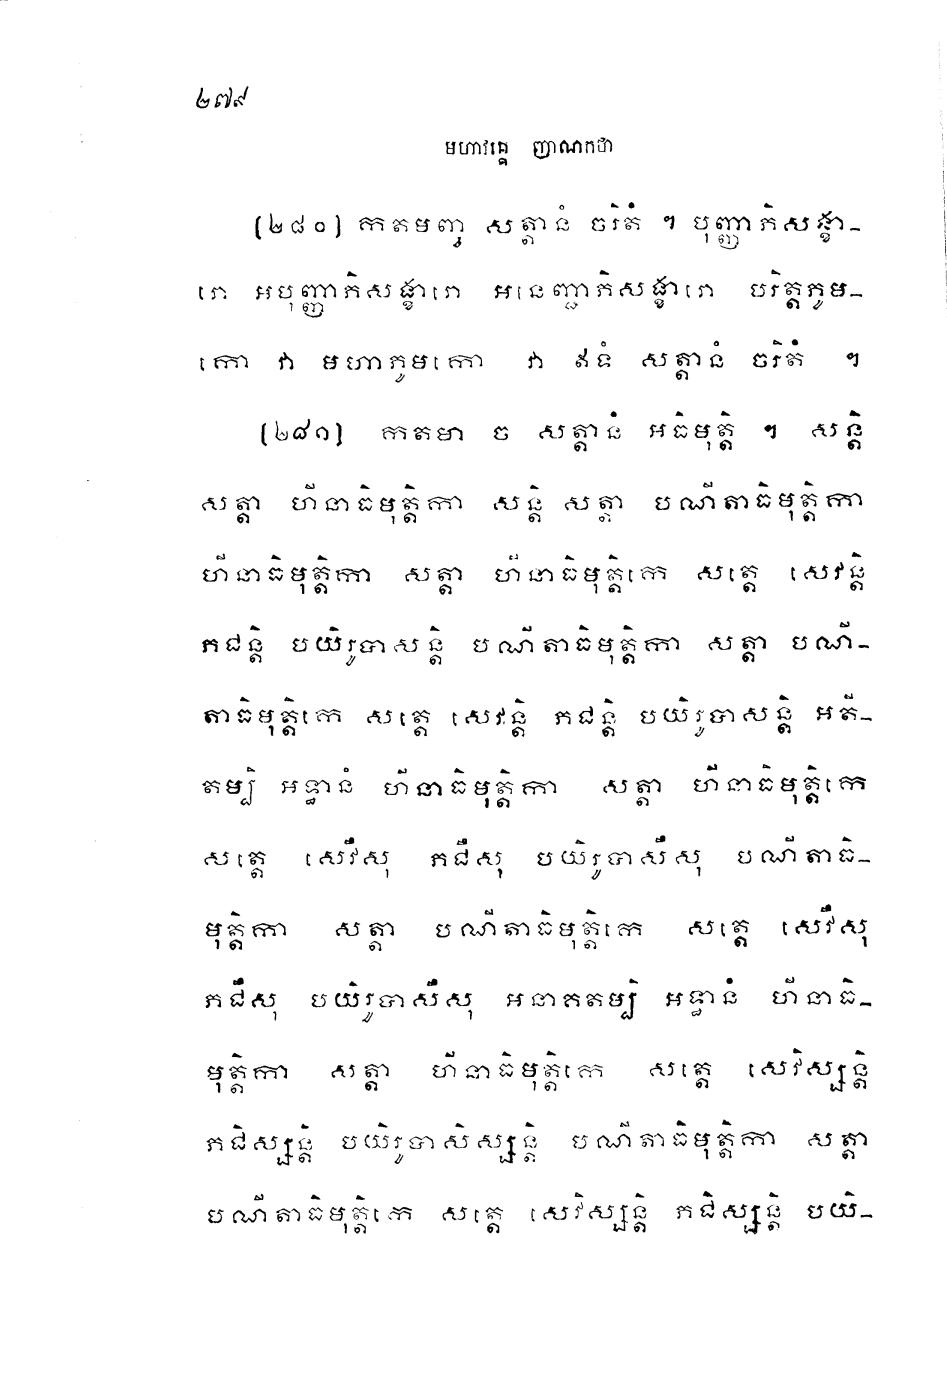 ២៧៩
មហាវគ្គេ ញាណកថា
(២៨០) កតមញ្ច សត្តានំ ចរិតំ ។ បុញ្ញាភិសង្ខា-
រោ អបុញ្ញាភិសង្ខារោ អនេញ្ជាភិសង្ខារោ បរិត្តភូម-
កោ វា មហាភូមកោ វា ឥទំ សត្តានំ ចរិតំ ។
(២៨១) កតមា ច សត្តានំ អធិមុត្តិ ។ សន្តិ
សត្តា ហីនាធិមុត្តិកា សន្តិ សត្តា បណីតាធិមុត្តិកា
ហីនាធិមុត្តិកា សត្តា ហីនាធិមុត្តិកេ សត្តេ សេវន្តិ
ភជន្តិ បយិរូបាសន្តិ បណីតាធិមុត្តិកា សត្តា បណី-
តាធិមុត្តិកេ សត្តេ សេវន្តិ ភជន្តិ បយិរូបាសន្តិ អតី-
តម្បិ អទ្ធានំ ហីនាធិមុត្តិកា សត្តា ហីនាធិមុត្តិកេ
សត្តេ សេវឹសុ ភជឹសុ បយិរូបាសឹសុ បណីតាធិ-
មុត្តិកា សត្តា បណីតាធិមុត្តិកេ សត្តេ សេវឹសុ
ភជឹសុ បយិរូបាសឹសុ អនាគតម្បិ អទ្ធានំ ហីនាធិ-
មុត្តិកា សត្តា ហីនាធិមុត្តិកេ សត្តេ សេវិស្សន្តិ
ភជិស្សន្តិ បយិរូបាសិស្សន្តិ បណីតាធិមុត្តិកា សត្តា
បណីតាធិមុត្តិកេ សត្តេ សេវិស្សន្តិ ភជិស្សន្តិ បយិ-